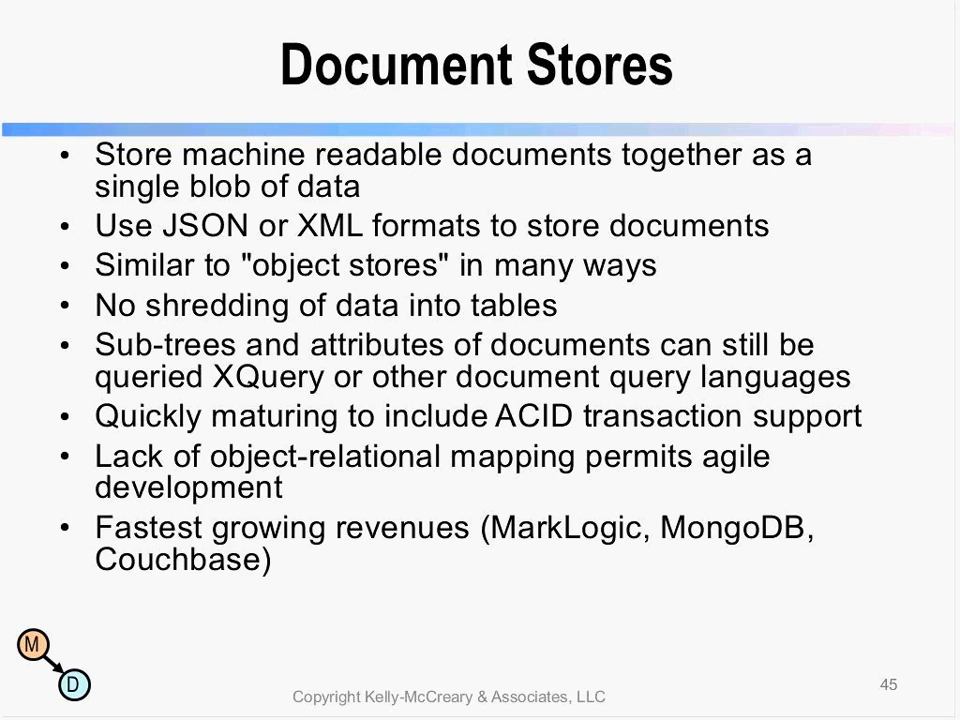 Document Stores
• Store machine readable documents together as a
single blob of data
• Use JSON or XML formats to store documents
• Similar to "object stores" in many ways
• No shredding of data into tables
• Sub-trees and attributes of documents can still be
queried XQuery or other document query languages
• Quickly maturing to include ACID transaction support
• Lack of object-relational mapping permits agile
development
• Fastest growing revenues (MarkLogic, MongoDB,
Couchbase)
M
D
Copyright Kelly-McCreary & Associates, LLC
45